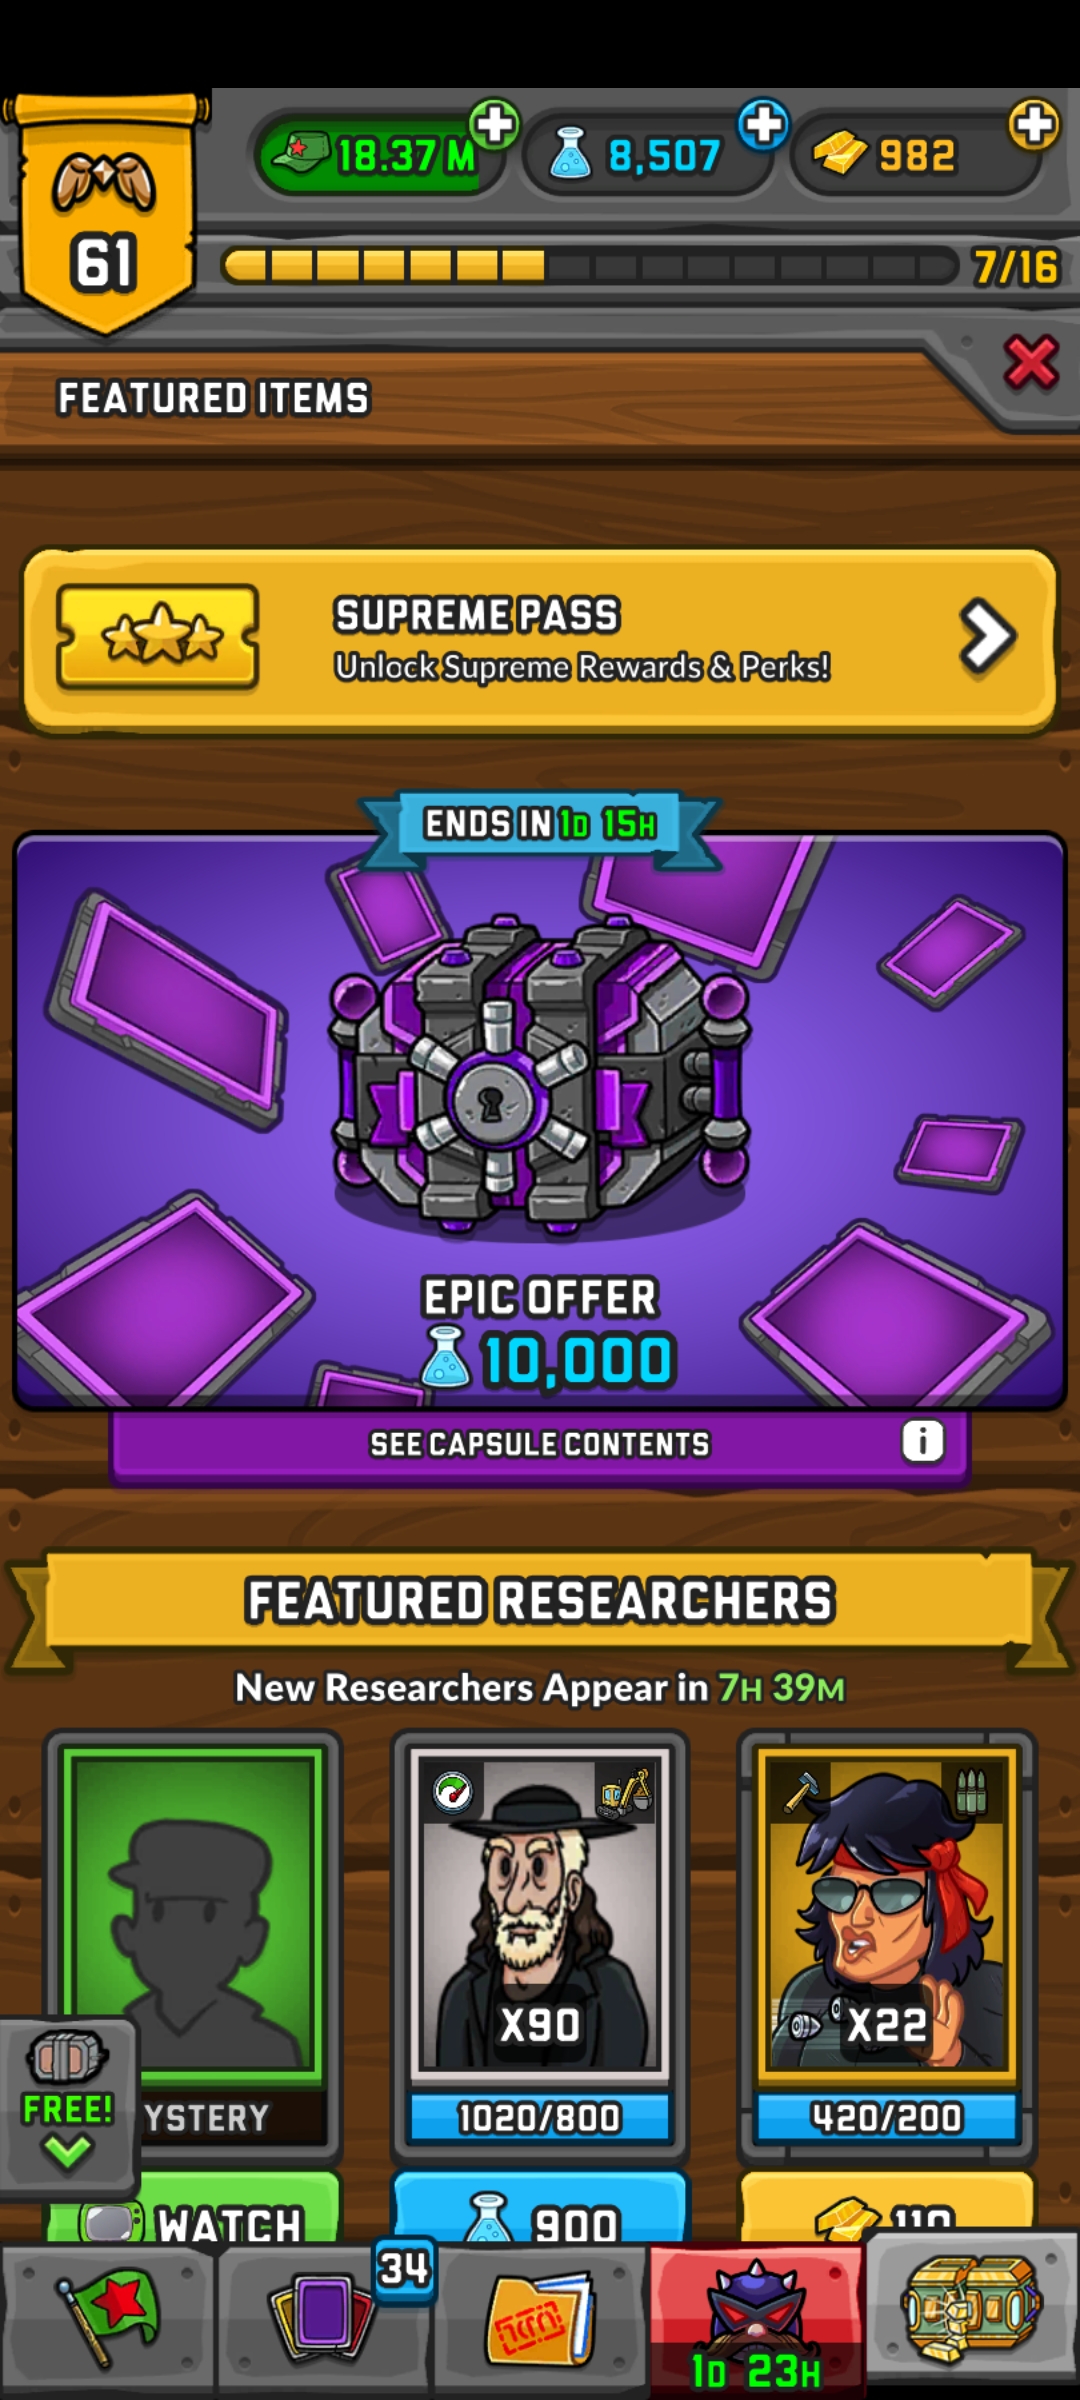 18.37 M
8,507
982
61
7/16
FEATURED ITEMS
SUPREME PASS
Unlock Supreme Rewards & Perks!
ENDS IN 1D 15H
EPIC OFFER
10,000
SEE CAPSULE CONTENTS
i
FEATURED RESEARCHERS
New Researchers Appear in 7H 39M
X90
X22
FREE!
YSTERY
1020/800
420/200
WATCH
900
110
34
1D 23H